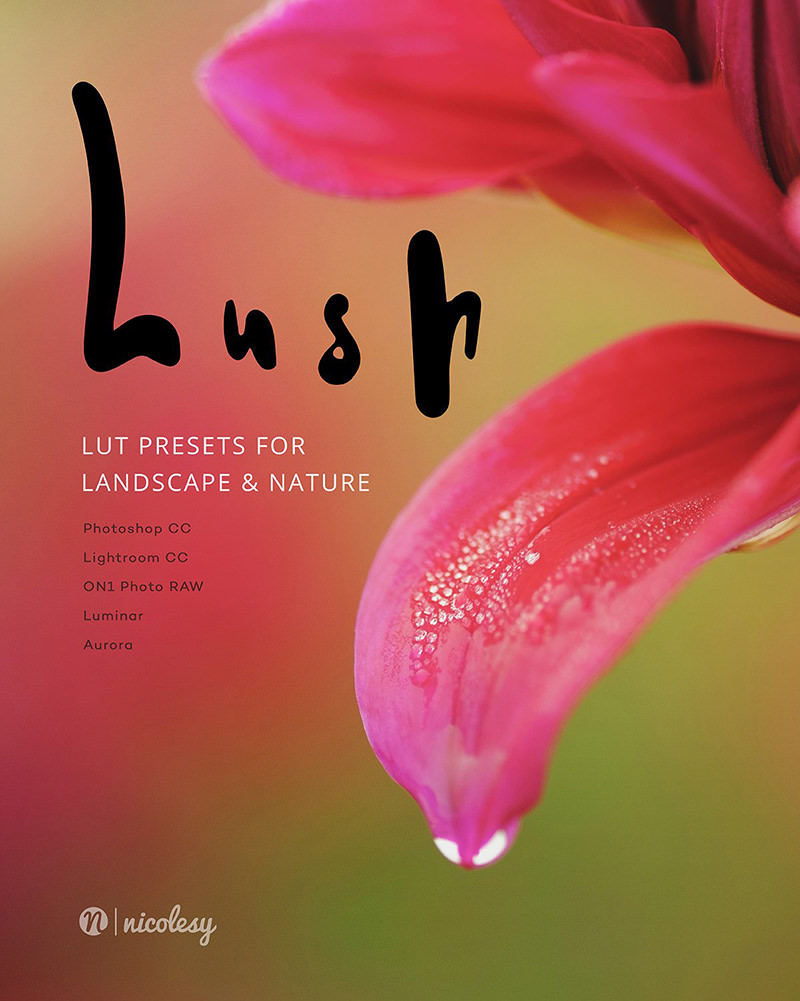 Lush
LUT PRESETS FOR
LANDSCAPE & NATURE
Photoshop CC
Lightroom CC
ON1 Photo RAW
Luminar
Aurora
n | nicolesy